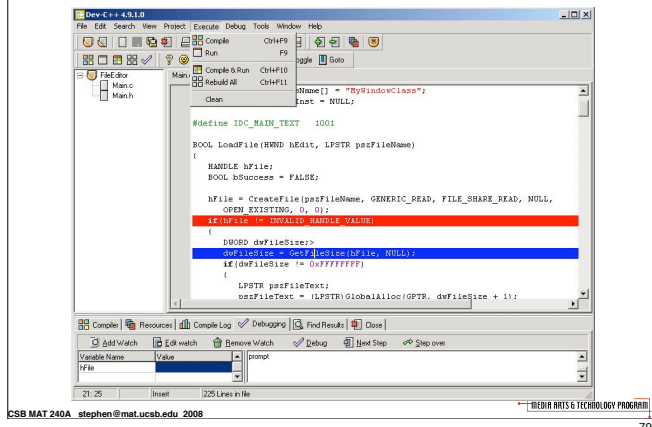 Dev-C++ 4.9.1.0
File Edit Search View Project Execute Debug Tools Window Help
Compile Ctrl+F9
Run F9
Compile & Run Ctrl+F10
Rebuild All Ctrl+F11
Clean
oggle Goto
FileEditor
Main.c
Main.h
Main.
sName[] = "MyWindowClass";
Inst = NULL;
#define IDC_MAIN_TEXT 1001
BOOL LoadFile(HWND hEdit, LPSTR pszFileName)
{
HANDLE hFile;
BOOL bSuccess = FALSE;
hFile = CreateFile(pszFileName, GENERIC_READ, FILE_SHARE_READ, NULL,
OPEN_EXISTING, 0, 0);
if(hFile != INVALID_HANDLE_VALUE)
{
DWORD dwFileSize;>
dwFileSize = GetFileSize(hFile, NULL);
if(dwFileSize != 0xFFFFFFFF)
{
LPSTR pszFileText;
pszFileText = (LPSTR)GlobalAlloc(GPTR, dwFileSize + 1);
Compiler Resources Compile Log Debugging Find Results Close
Add Watch Edit watch Remove Watch Debug Next Step Step over
Variable Name Value prompt
hFile
21: 25 Insert 225 Lines in file
MEDIA ARTS & TECHNOLOGY PROGRAM
CSB MAT 240A stephen@mat.ucsb.edu 2008